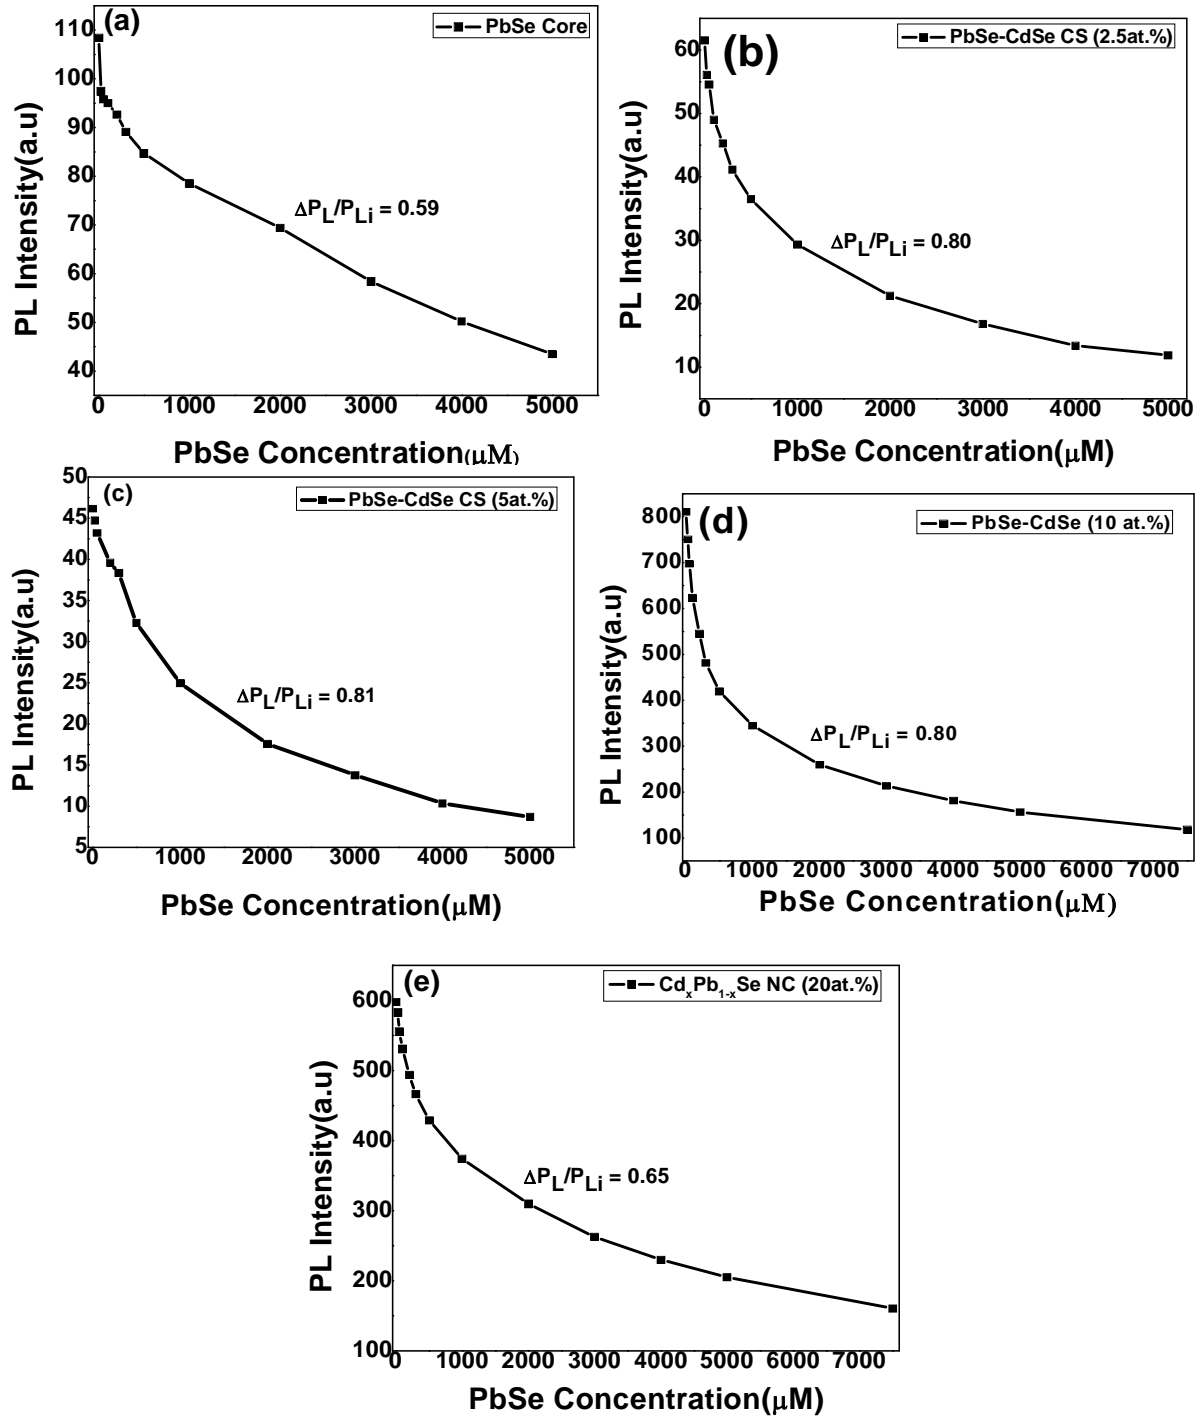 (a)
PbSe Core
110
100
90
80
70
60
50
40
PL Intensity(a.u)
ΔPL/PLi = 0.59
0 1000 2000 3000 4000 5000
PbSe Concentration(μM)
(b)
PbSe-CdSe CS (2.5at.%)
60
50
40
30
20
10
PL Intensity(a.u)
ΔPL/PLi = 0.80
0 1000 2000 3000 4000 5000
PbSe Concentration(μM)
(c)
PbSe-CdSe CS (5at.%)
50
45
40
35
30
25
20
15
10
5
PL Intensity(a.u)
ΔPL/PLi = 0.81
0 1000 2000 3000 4000 5000
PbSe Concentration(μM)
(d)
PbSe-CdSe (10 at.%)
800
700
600
500
400
300
200
100
PL Intensity(a.u)
ΔPL/PLi = 0.80
0 1000 2000 3000 4000 5000 6000 7000
PbSe Concentration(μM)
(e)
CdxPb1-xSe NC (20at.%)
600
500
400
300
200
100
PL Intensity(a.u)
ΔPL/PLi = 0.65
0 1000 2000 3000 4000 5000 6000 7000
PbSe Concentration(μM)